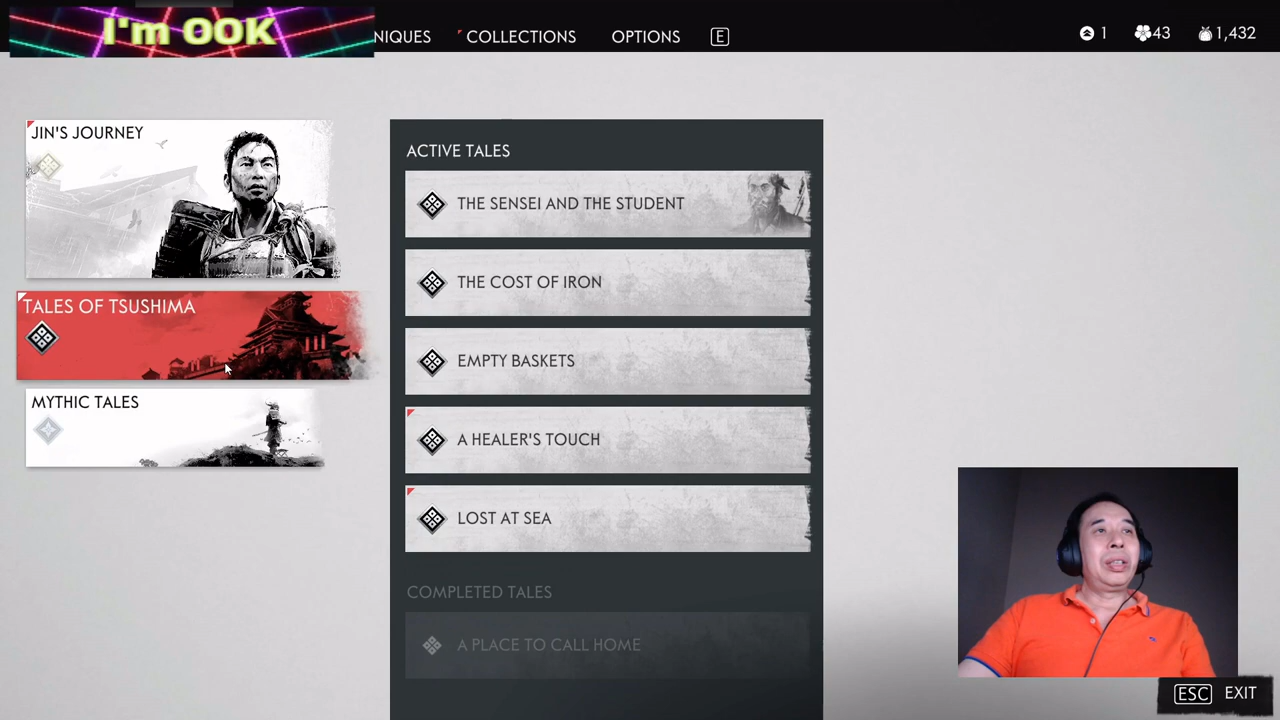 I'm OOK
NIQUES
COLLECTIONS
OPTIONS
E
1
43
1,432
JIN'S JOURNEY
TALES OF TSUSHIMA
MYTHIC TALES
ACTIVE TALES
THE SENSEI AND THE STUDENT
THE COST OF IRON
EMPTY BASKETS
A HEALER'S TOUCH
LOST AT SEA
COMPLETED TALES
A PLACE TO CALL HOME
ESC EXIT